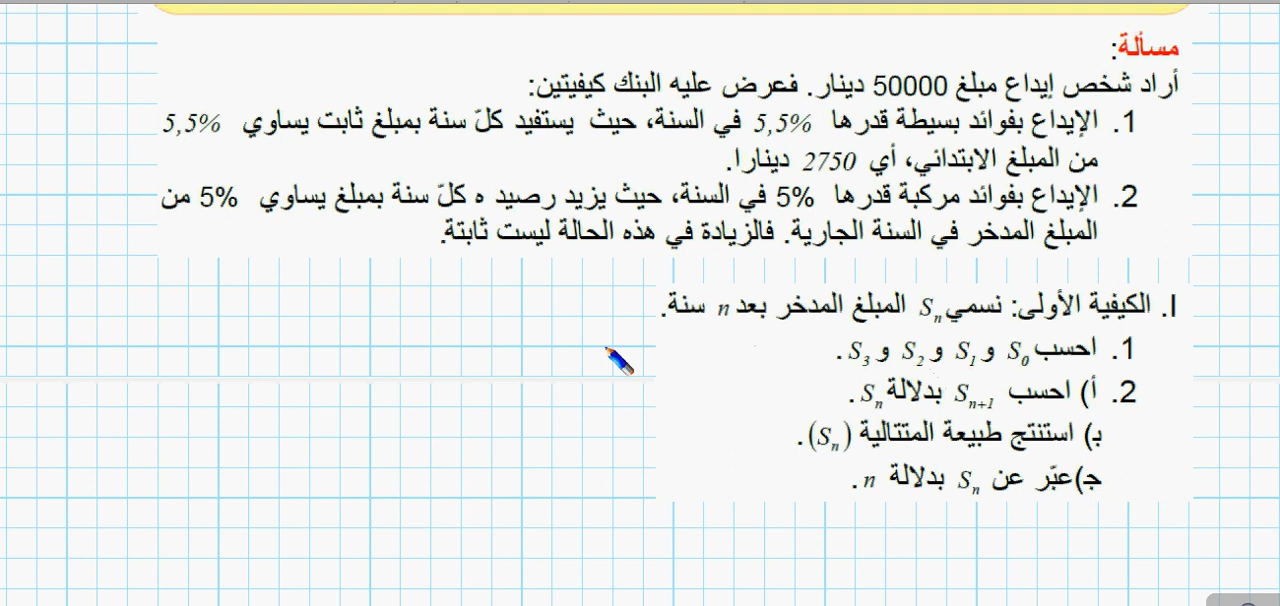 مسألة:
أراد شخص إيداع مبلغ 50000 دينار. فعرض عليه البنك كيفيتين:
1. الإيداع بفوائد بسيطة قدرها 5,5% في السنة، حيث يستفيد كلّ سنة بمبلغ ثابت يساوي 5,5%
من المبلغ الابتدائي، أي 2750 دينارا.
2. الإيداع بفوائد مركبة قدرها 5% في السنة، حيث يزيد رصيد ه كلّ سنة بمبلغ يساوي 5% من
المبلغ المدخر في السنة الجارية. فالزيادة في هذه الحالة ليست ثابتة.
I. الكيفية الأولى: نسمي Sₙ المبلغ المدخر بعد n سنة.
1. احسب S₀ و S₁ و S₂ و S₃.
2. أ) احسب Sₙ₊₁ بدلالة Sₙ.
بـ) استنتج طبيعة المتتالية (Sₙ).
جـ) عبّر عن Sₙ بدلالة n.